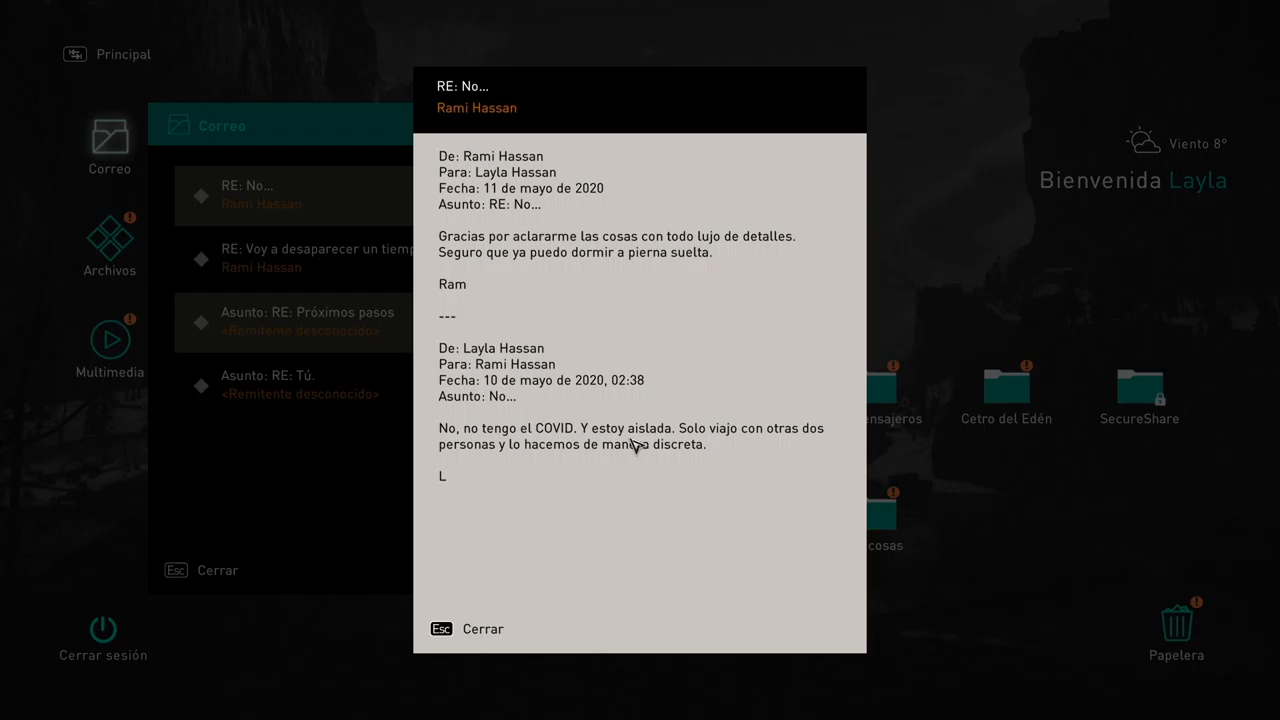 Principal
Correo
Archivos
Multimedia
Cerrar sesión
Correo
RE: No...
Rami Hassan
RE: Voy a desaparecer un tiemp
Rami Hassan
Asunto: RE: Próximos pasos
<Remitente desconocido>
Asunto: RE: Tú.
<Remitente desconocido>
Esc Cerrar
RE: No...
Rami Hassan
De: Rami Hassan
Para: Layla Hassan
Fecha: 11 de mayo de 2020
Asunto: RE: No...
Gracias por aclararme las cosas con todo lujo de detalles.
Seguro que ya puedo dormir a pierna suelta.
Ram
---
De: Layla Hassan
Para: Rami Hassan
Fecha: 10 de mayo de 2020, 02:38
Asunto: No...
No, no tengo el COVID. Y estoy aislada. Solo viajo con otras dos
personas y lo hacemos de manera discreta.
L
Esc Cerrar
Viento 8°
Bienvenida Layla
ensajeros
Cetro del Edén
SecureShare
cosas
Papelera